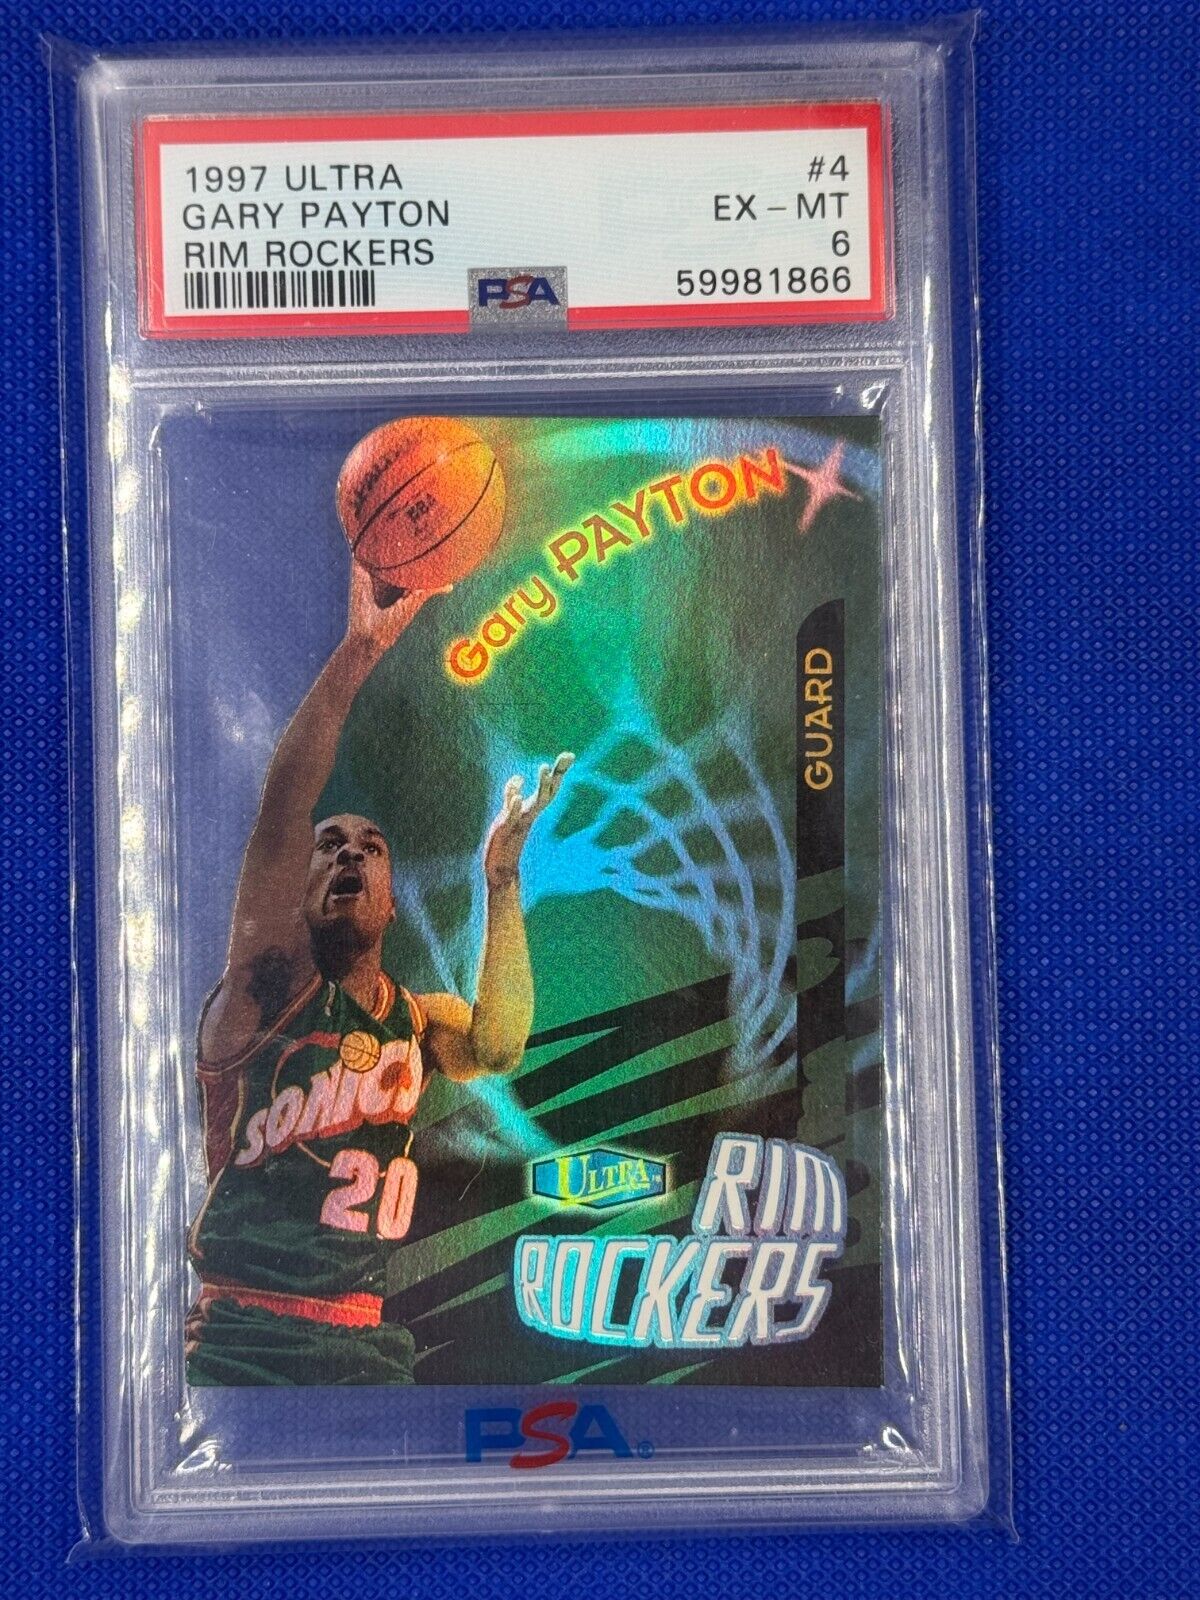 1997 ULTRA
GARY PAYTON
RIM ROCKERS
#4
EX - MT
6
59981866
PSA
Gary PAYTON
GUARD
SONICS
20
ULTRA
RIM
ROCKERS
PSA®